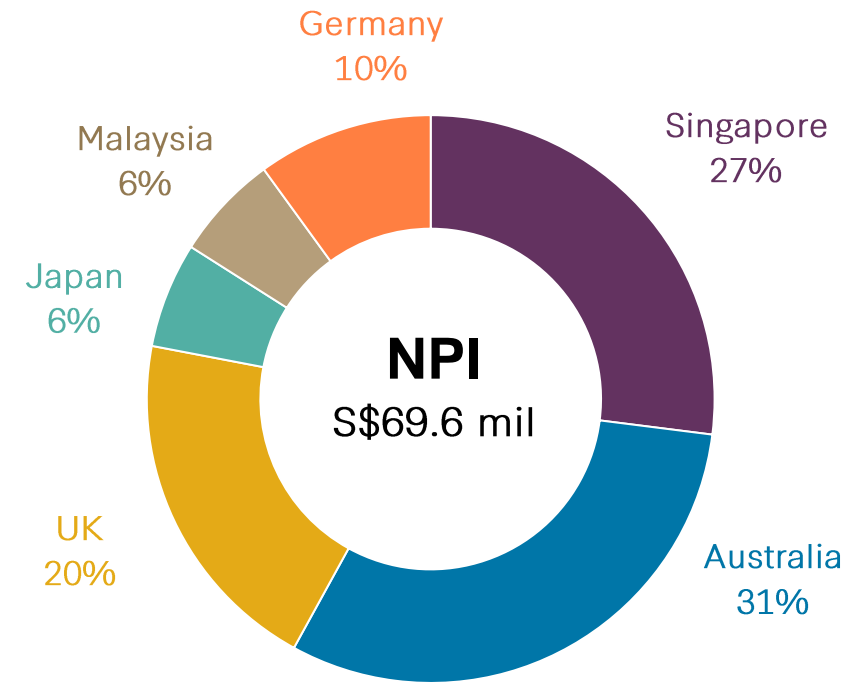 Germany
10%
Singapore
27%
Malaysia
6%
Japan
6%
NPI
S$69.6 mil
UK
20%
Australia
31%